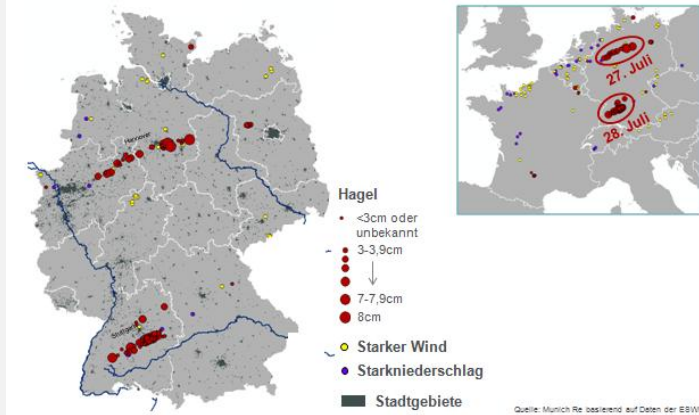 Hannover
Stuttgart
27. Juli
28. Juli
Hagel
<3cm oder
unbekannt
3-3,9cm
7-7,9cm
8cm
Starker Wind
Starkniederschlag
Stadtgebiete
Quelle: Munich Re basierend auf Daten der